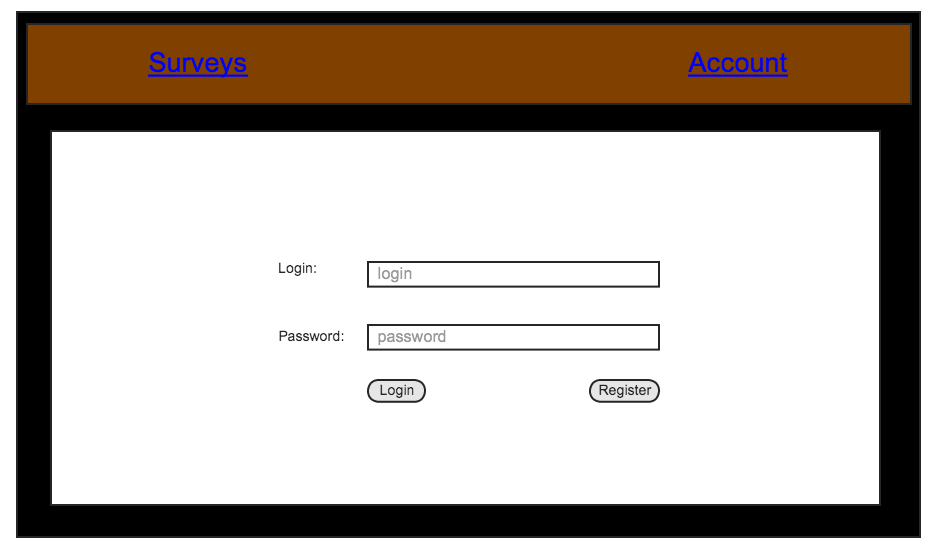 Surveys Account
Login: login
Password: password
Login Register